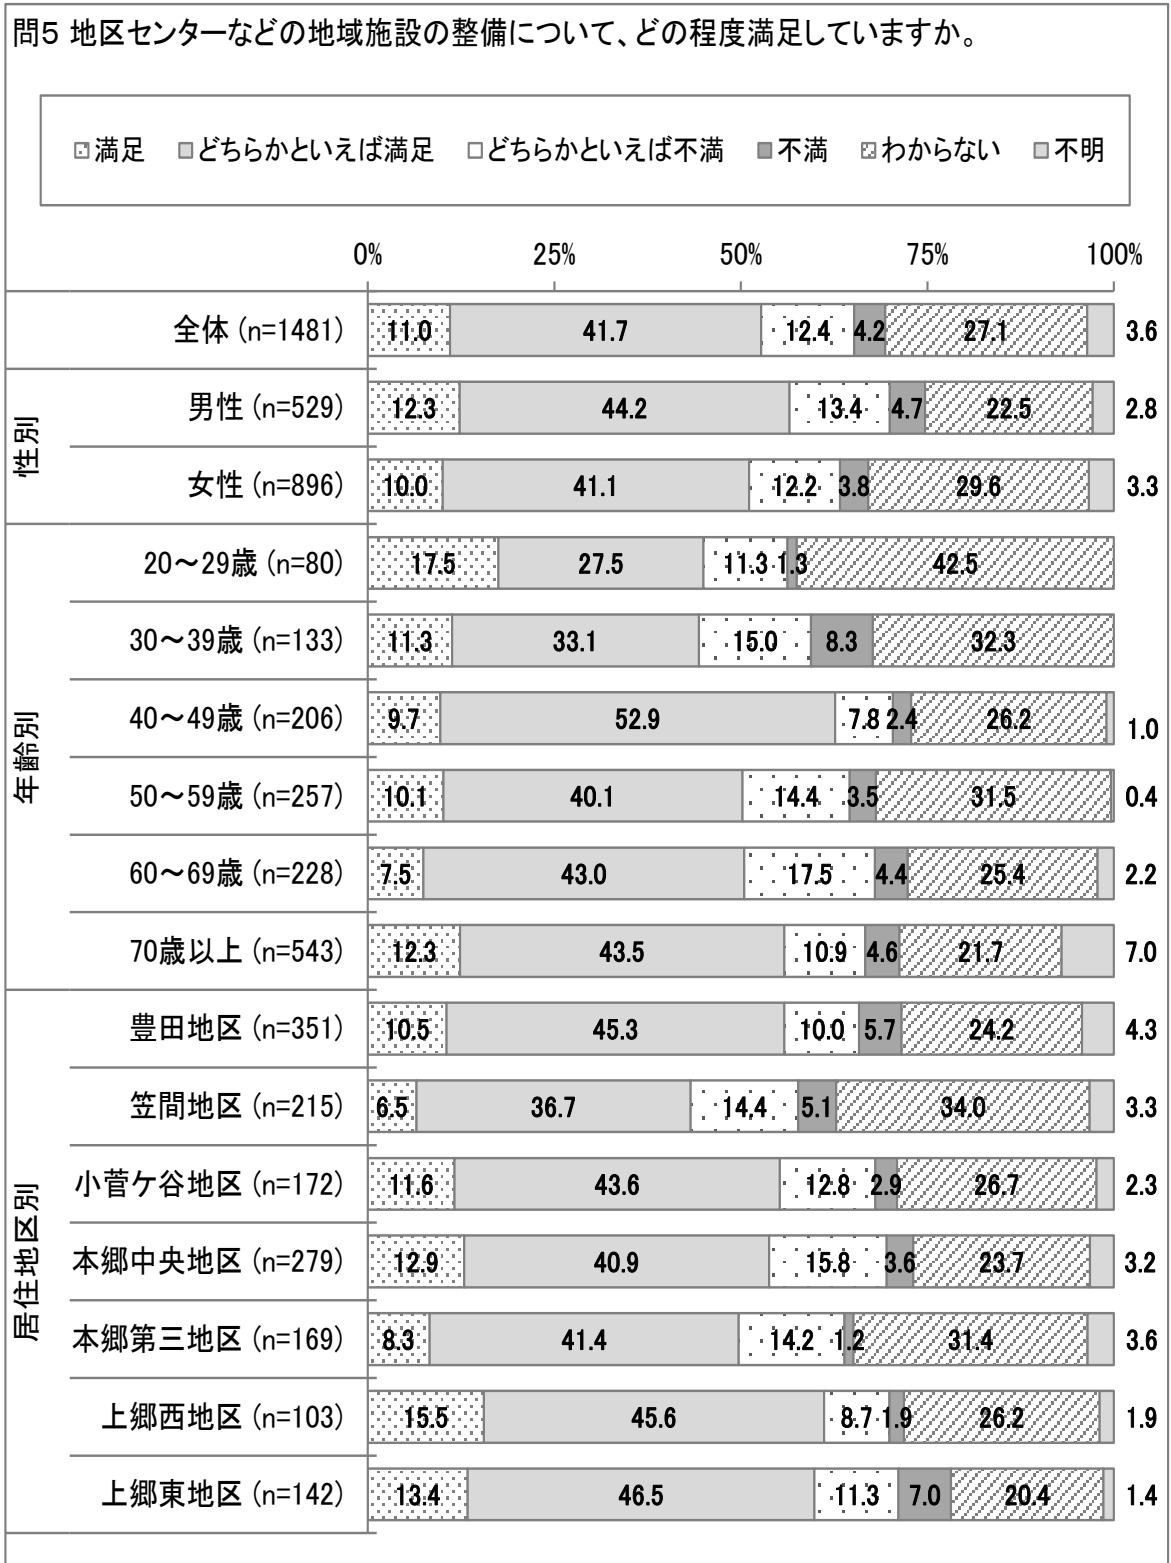 問5 地区センターなどの地域施設の整備について、どの程度満足していますか。
満足 どちらかといえば満足 どちらかといえば不満 不満 わからない 不明
0% 25% 50% 75% 100%
全体 (n=1481) 11.0 41.7 12.4 4.2 27.1 3.6
性別
男性 (n=529) 12.3 44.2 13.4 4.7 22.5 2.8
女性 (n=896) 10.0 41.1 12.2 3.8 29.6 3.3
年齢別
20～29歳 (n=80) 17.5 27.5 11.3 1.3 42.5
30～39歳 (n=133) 11.3 33.1 15.0 8.3 32.3
40～49歳 (n=206) 9.7 52.9 7.8 2.4 26.2 1.0
50～59歳 (n=257) 10.1 40.1 14.4 3.5 31.5 0.4
60～69歳 (n=228) 7.5 43.0 17.5 4.4 25.4 2.2
70歳以上 (n=543) 12.3 43.5 10.9 4.6 21.7 7.0
居住地区別
豊田地区 (n=351) 10.5 45.3 10.0 5.7 24.2 4.3
笠間地区 (n=215) 6.5 36.7 14.4 5.1 34.0 3.3
小菅ケ谷地区 (n=172) 11.6 43.6 12.8 2.9 26.7 2.3
本郷中央地区 (n=279) 12.9 40.9 15.8 3.6 23.7 3.2
本郷第三地区 (n=169) 8.3 41.4 14.2 1.2 31.4 3.6
上郷西地区 (n=103) 15.5 45.6 8.7 1.9 26.2 1.9
上郷東地区 (n=142) 13.4 46.5 11.3 7.0 20.4 1.4